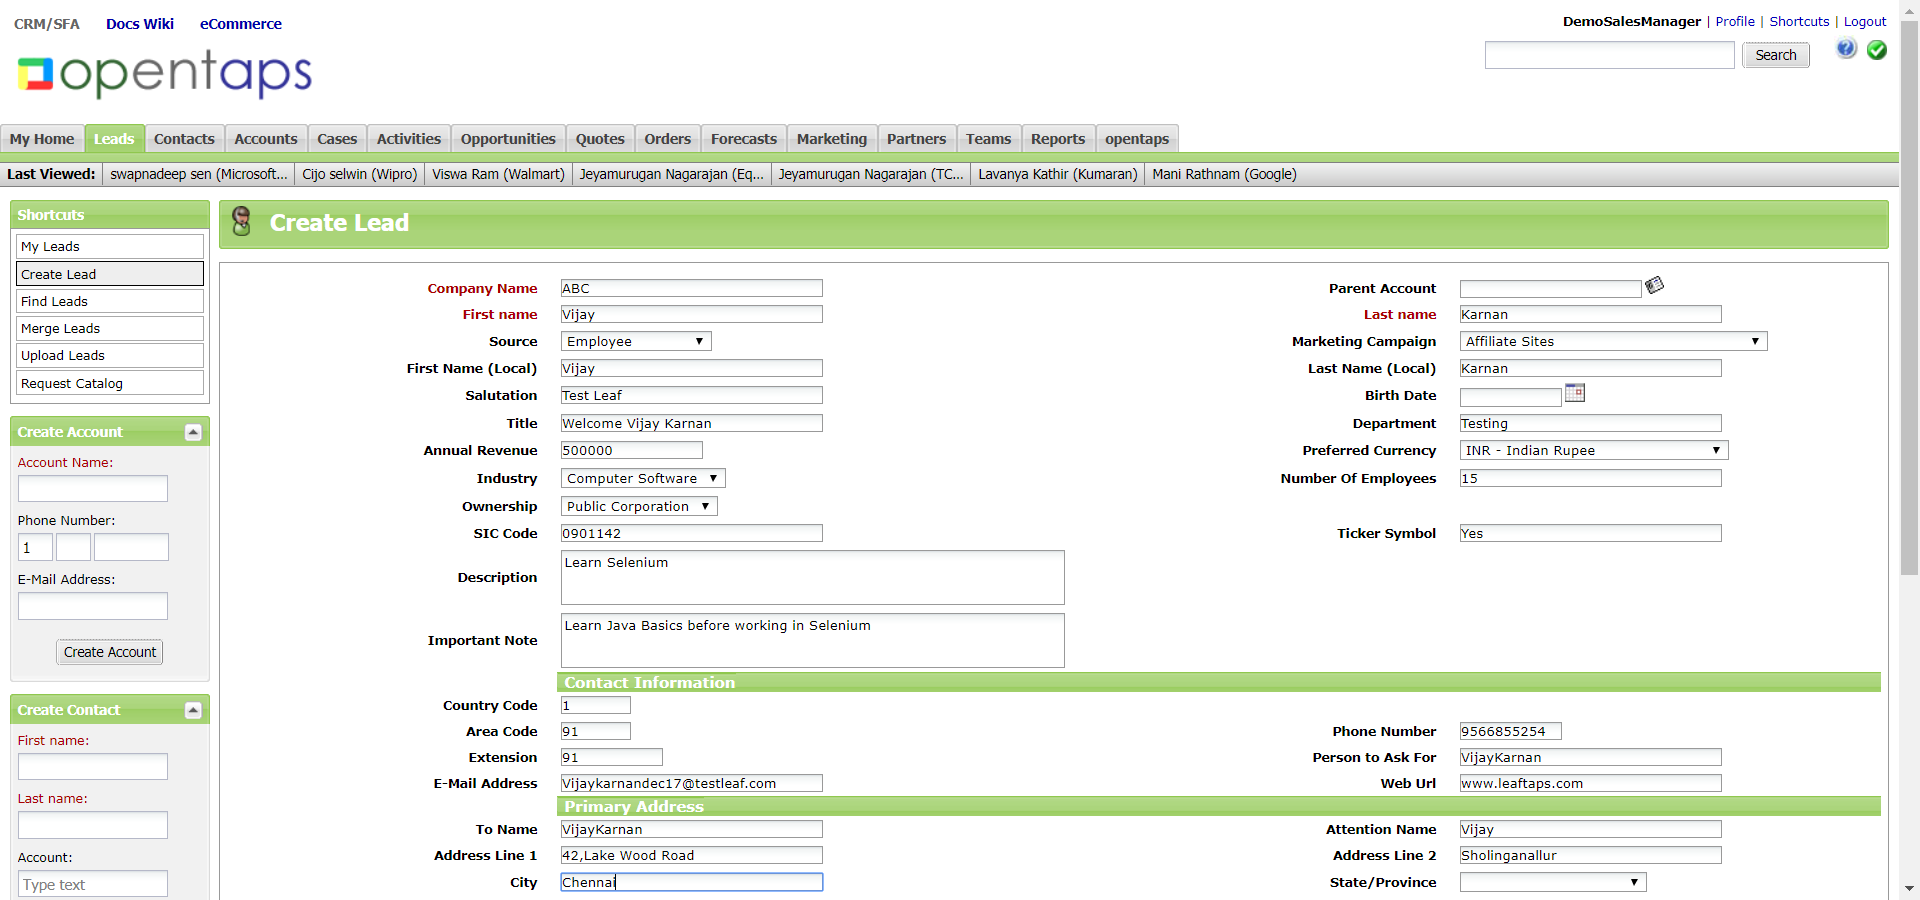 CRM/SFA Docs Wiki eCommerce
DemoSalesManager | Profile | Shortcuts | Logout
opentaps
Search
My Home Leads Contacts Accounts Cases Activities Opportunities Quotes Orders Forecasts Marketing Partners Teams Reports opentaps
Last Viewed: swapnadeep sen (Microsoft... Cijo selwin (Wipro) Viswa Ram (Walmart) Jeyamurugan Nagarajan (Eq... Jeyamurugan Nagarajan (TC... Lavanya Kathir (Kumaran) Mani Rathnam (Google)
Shortcuts
My Leads
Create Lead
Find Leads
Merge Leads
Upload Leads
Request Catalog
Create Account
Account Name:
Phone Number:
1
E-Mail Address:
Create Account
Create Contact
First name:
Last name:
Account:
Type text
Create Lead
Company Name ABC Parent Account
First name Vijay Last name Karnan
Source Employee Marketing Campaign Affiliate Sites
First Name (Local) Vijay Last Name (Local) Karnan
Salutation Test Leaf Birth Date
Title Welcome Vijay Karnan Department Testing
Annual Revenue 500000 Preferred Currency INR - Indian Rupee
Industry Computer Software Number Of Employees 15
Ownership Public Corporation
SIC Code 0901142 Ticker Symbol Yes
Description Learn Selenium
Important Note Learn Java Basics before working in Selenium
Contact Information
Country Code 1
Area Code 91 Phone Number 9566855254
Extension 91 Person to Ask For VijayKarnan
E-Mail Address Vijaykarnandec17@testleaf.com Web Url www.leaftaps.com
Primary Address
To Name VijayKarnan Attention Name Vijay
Address Line 1 42,Lake Wood Road Address Line 2 Sholinganallur
City Chennai State/Province